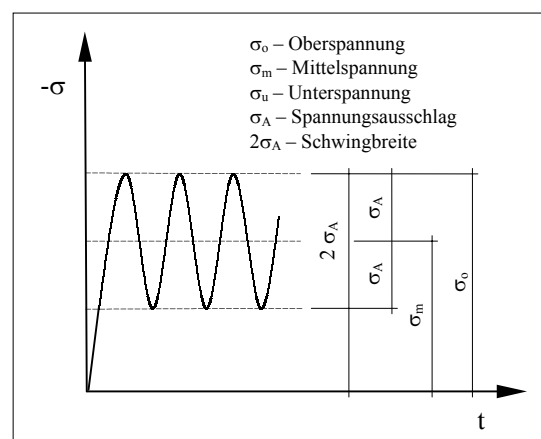 σo – Oberspannung
σm – Mittelspannung
σu – Unterspannung
σA – Spannungsausschlag
2σA – Schwingbreite
-σ
2 σA
σA
σA
σm
σo
t